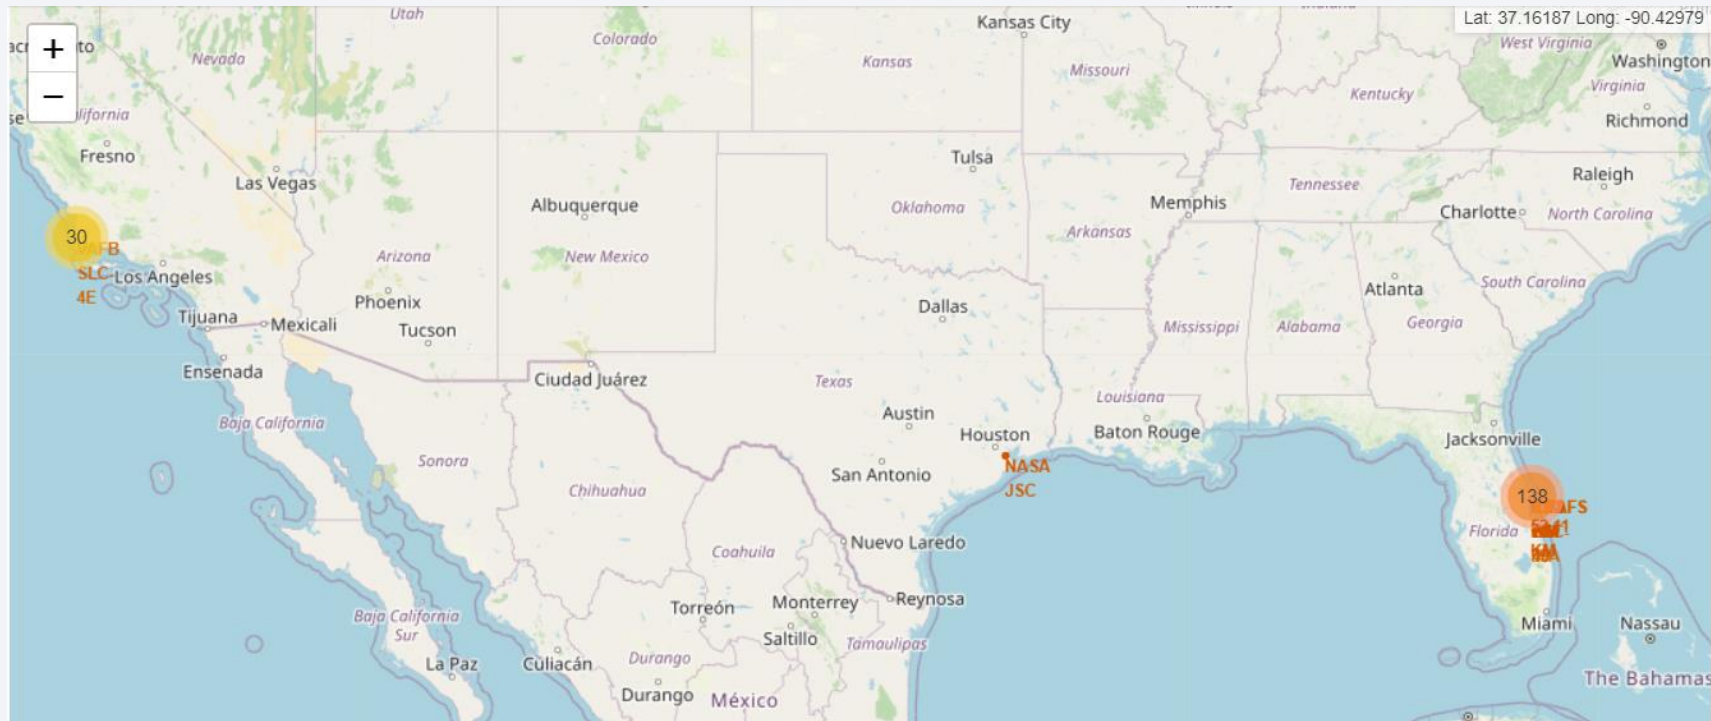 Utah
Colorado
Kansas City
Lat: 37.16187 Long: -90.42979
+
−
Nevada
Kansas
Missouri
West Virginia
Washington
Virginia
Kentucky
Richmond
Fresno
Las Vegas
Tulsa
Albuquerque
Oklahoma
Memphis
Tennessee
Raleigh
Charlotte
North Carolina
Arkansas
30
Arizona
New Mexico
SLC-
4E
Los Angeles
Phoenix
Tucson
Dallas
Atlanta
South Carolina
Tijuana
Mexicali
Mississippi
Alabama
Georgia
Ensenada
Ciudad Juárez
Texas
Louisiana
Baja California
Austin
Houston
Baton Rouge
Jacksonville
Sonora
Chihuahua
San Antonio
NASA
JSC
138
Florida
Coahuila
Nuevo Laredo
Baja California
Sur
Torreón
Monterrey
Reynosa
Saltillo
Tamaulipas
Miami
Nassau
La Paz
Culiacán
Durango
Durango
México
The Bahamas